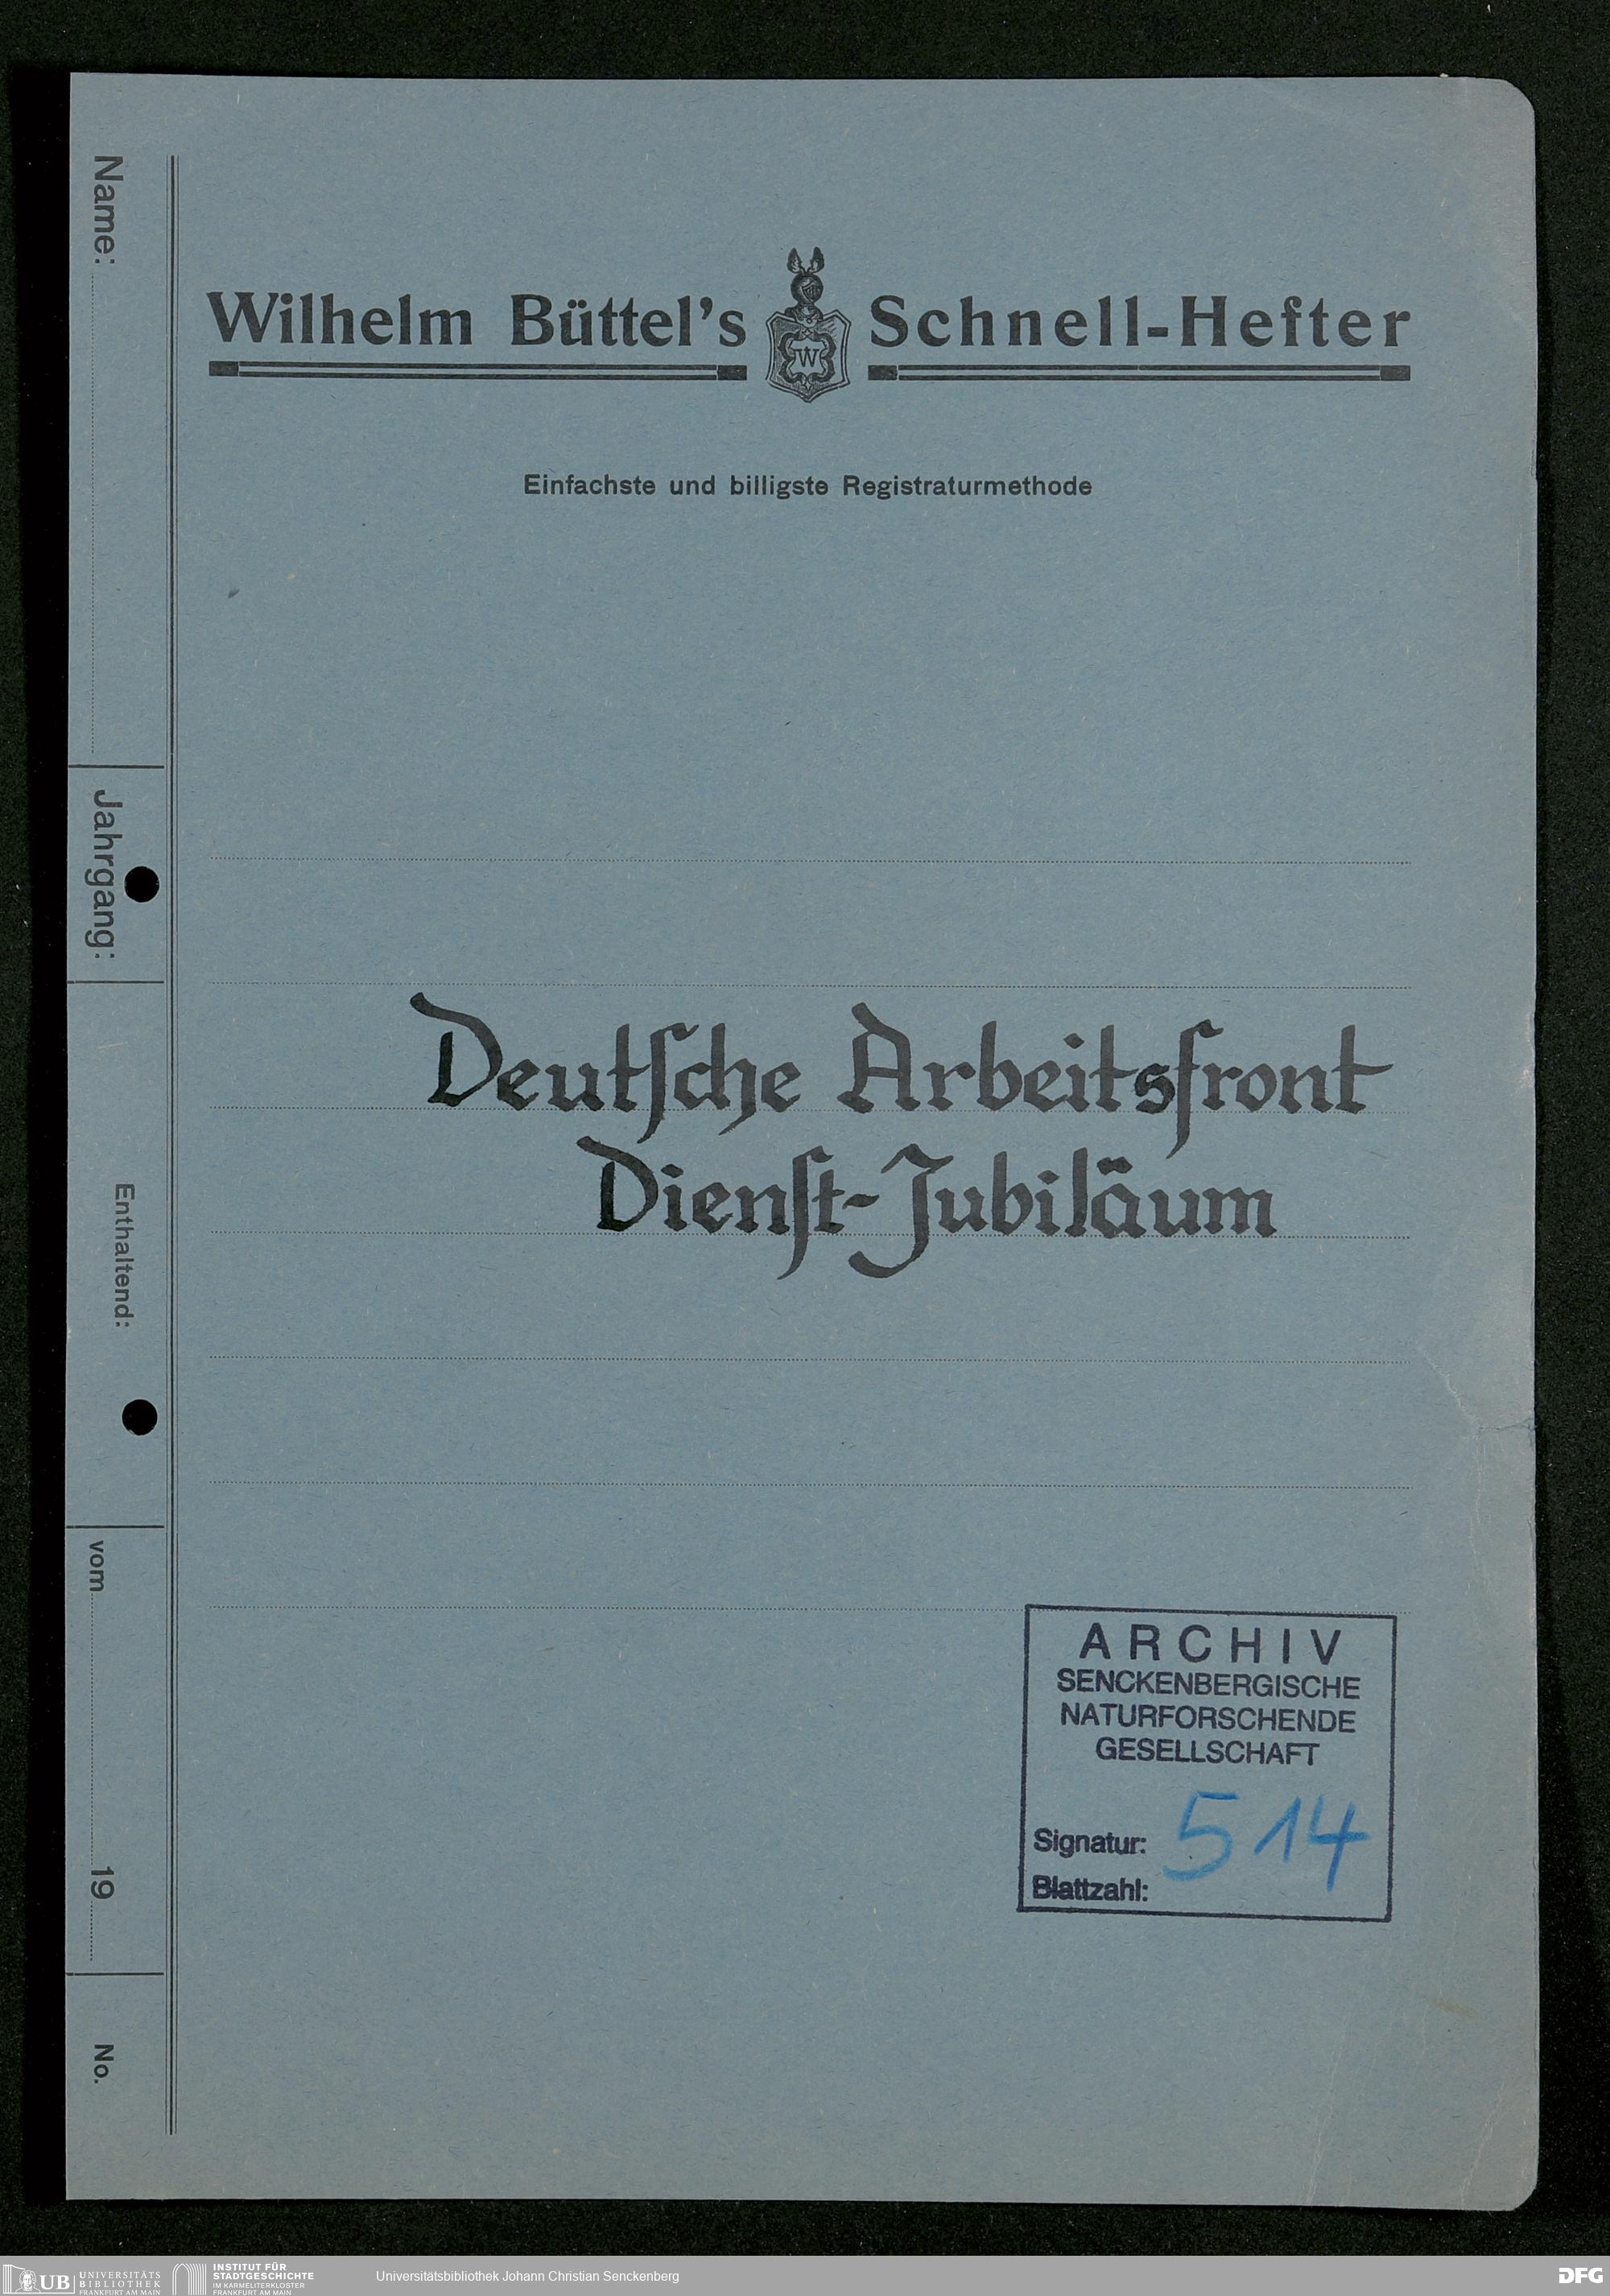 Wilhelm Büttel's Schnell-Hefter
W
Einfachste und billigste Registraturmethode
Name:
Jahrgang:
Enthaltend:
vom
19
No.
Deutſche Arbeitsfront
Dienſt-Jubiläum
ARCHIV
SENCKENBERGISCHE
NATURFORSCHENDE
GESELLSCHAFT
Signatur: 514
Blattzahl:
UB UNIVERSITÄTS
BIBLIOTHEK
FRANKFURT AM MAIN
INSTITUT FÜR
STADTGESCHICHTE
IM KARMELITERKLOSTER
FRANKFURT AM MAIN
Universitätsbibliothek Johann Christian Senckenberg
DFG